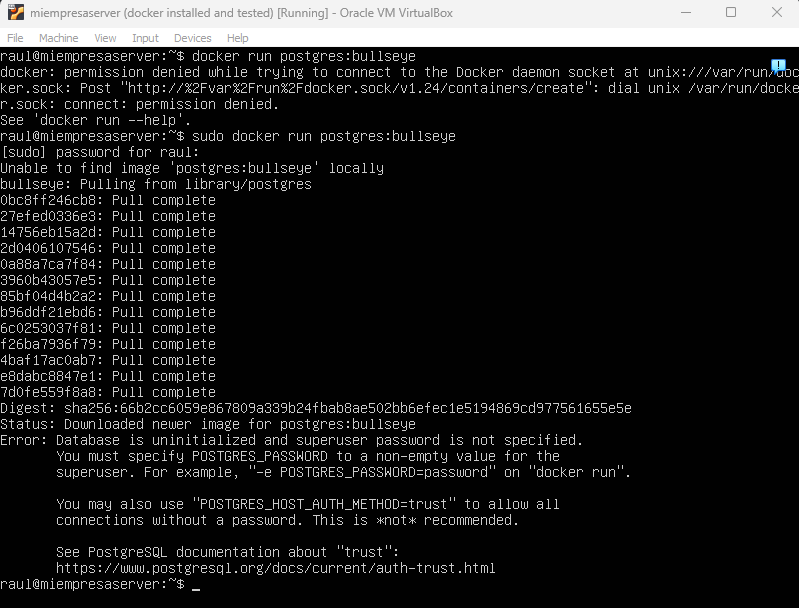 miempresaserver (docker installed and tested) [Running] - Oracle VM VirtualBox
File Machine View Input Devices Help
raul@miempresaserver:~$ docker run postgres:bullseye
docker: permission denied while trying to connect to the Docker daemon socket at unix:///var/run/doc
ker.sock: Post "http://%2Fvar%2Frun%2Fdocker.sock/v1.24/containers/create": dial unix /var/run/docke
r.sock: connect: permission denied.
See 'docker run --help'.
raul@miempresaserver:~$ sudo docker run postgres:bullseye
[sudo] password for raul:
Unable to find image 'postgres:bullseye' locally
bullseye: Pulling from library/postgres
0bc8ff246cb8: Pull complete
27efed0336e3: Pull complete
14756eb15a2d: Pull complete
2d0406107546: Pull complete
0a88a7ca7f84: Pull complete
3960b43057e5: Pull complete
85bf04d4b2a2: Pull complete
b96ddf21ebd6: Pull complete
6c0253037f81: Pull complete
f26ba7936f79: Pull complete
4baf17ac0ab7: Pull complete
e8dabc8847e1: Pull complete
7d0fe559f8a8: Pull complete
Digest: sha256:66b2cc6059e867809a339b24fbab8ae502bb6efec1e5194869cd977561655e5e
Status: Downloaded newer image for postgres:bullseye
Error: Database is uninitialized and superuser password is not specified.
You must specify POSTGRES_PASSWORD to a non-empty value for the
superuser. For example, "-e POSTGRES_PASSWORD=password" on "docker run".
You may also use "POSTGRES_HOST_AUTH_METHOD=trust" to allow all
connections without a password. This is *not* recommended.
See PostgreSQL documentation about "trust":
https://www.postgresql.org/docs/current/auth-trust.html
raul@miempresaserver:~$ _